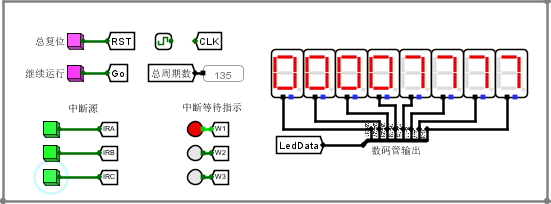 总复位 RST CLK
继续运行 Go 总周期数 135
00007777
中断源 中断等待指示
IRA W1
IRB W2
IRC W3
LedData 数码管输出